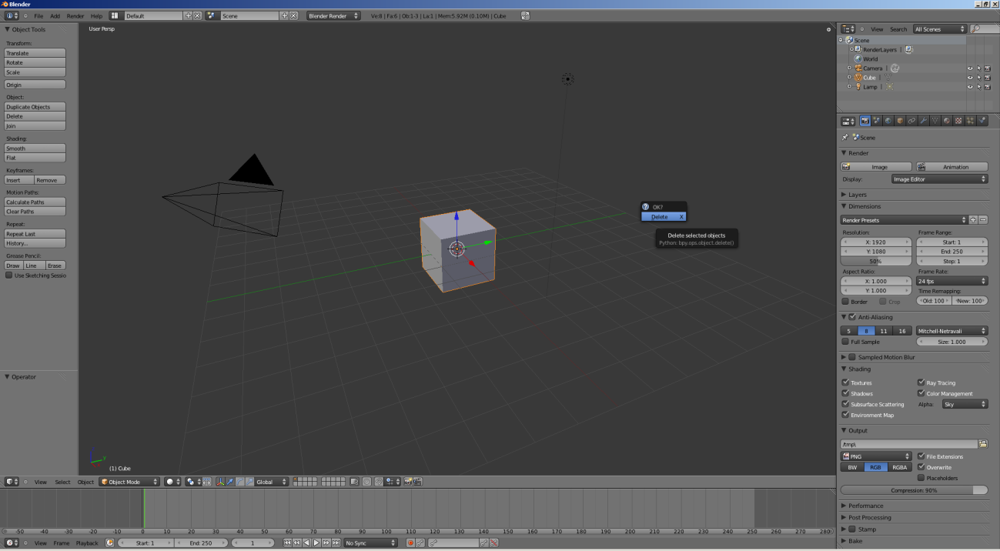 Blender
File Add Render Help Default Scene Blender Render Ve:8 | Fa:6 | Ob:1-3 | La:1 | Mem:5.92M (0.10M) | Cube
Object Tools
Transform:
Translate
Rotate
Scale
Origin
Object:
Duplicate Objects
Delete
Join
Shading:
Smooth
Flat
Keyframes:
Insert Remove
Motion Paths:
Calculate Paths
Clear Paths
Repeat:
Repeat Last
History...
Grease Pencil:
Draw Line Erase
Use Sketching Sessio
Operator
User Persp
OK?
Delete X
Delete selected objects
Python: bpy.ops.object.delete()
y
(1) Cube
View Select Object Object Mode Global
-50 -40 -30 -20 -10 0 10 20 30 40 50 60 70 80 90 100 110 120 130 140 150 160 170 180 190 200 210 220 230 240 250 260 270 280
View Frame Playback Start: 1 End: 250 1 No Sync
View Search All Scenes
Scene
RenderLayers |
World
Camera |
Cube |
Lamp |
Scene
Render
Image Animation
Display: Image Editor
Layers
Dimensions
Render Presets
Resolution: Frame Range:
X: 1920 Start: 1
Y: 1080 End: 250
50% Step: 1
Aspect Ratio: Frame Rate:
X: 1.000 24 fps
Y: 1.000 Time Remapping:
Border Crop Old: 100 New: 100
Anti-Aliasing
5 8 11 16 Mitchell-Netravali
Full Sample Size: 1.000
Sampled Motion Blur
Shading
Textures Ray Tracing
Shadows Color Management
Subsurface Scattering Alpha: Sky
Environment Map
Output
/tmp\
PNG File Extensions
BW RGB RGBA Overwrite
Placeholders
Compression: 90%
Performance
Post Processing
Stamp
Bake